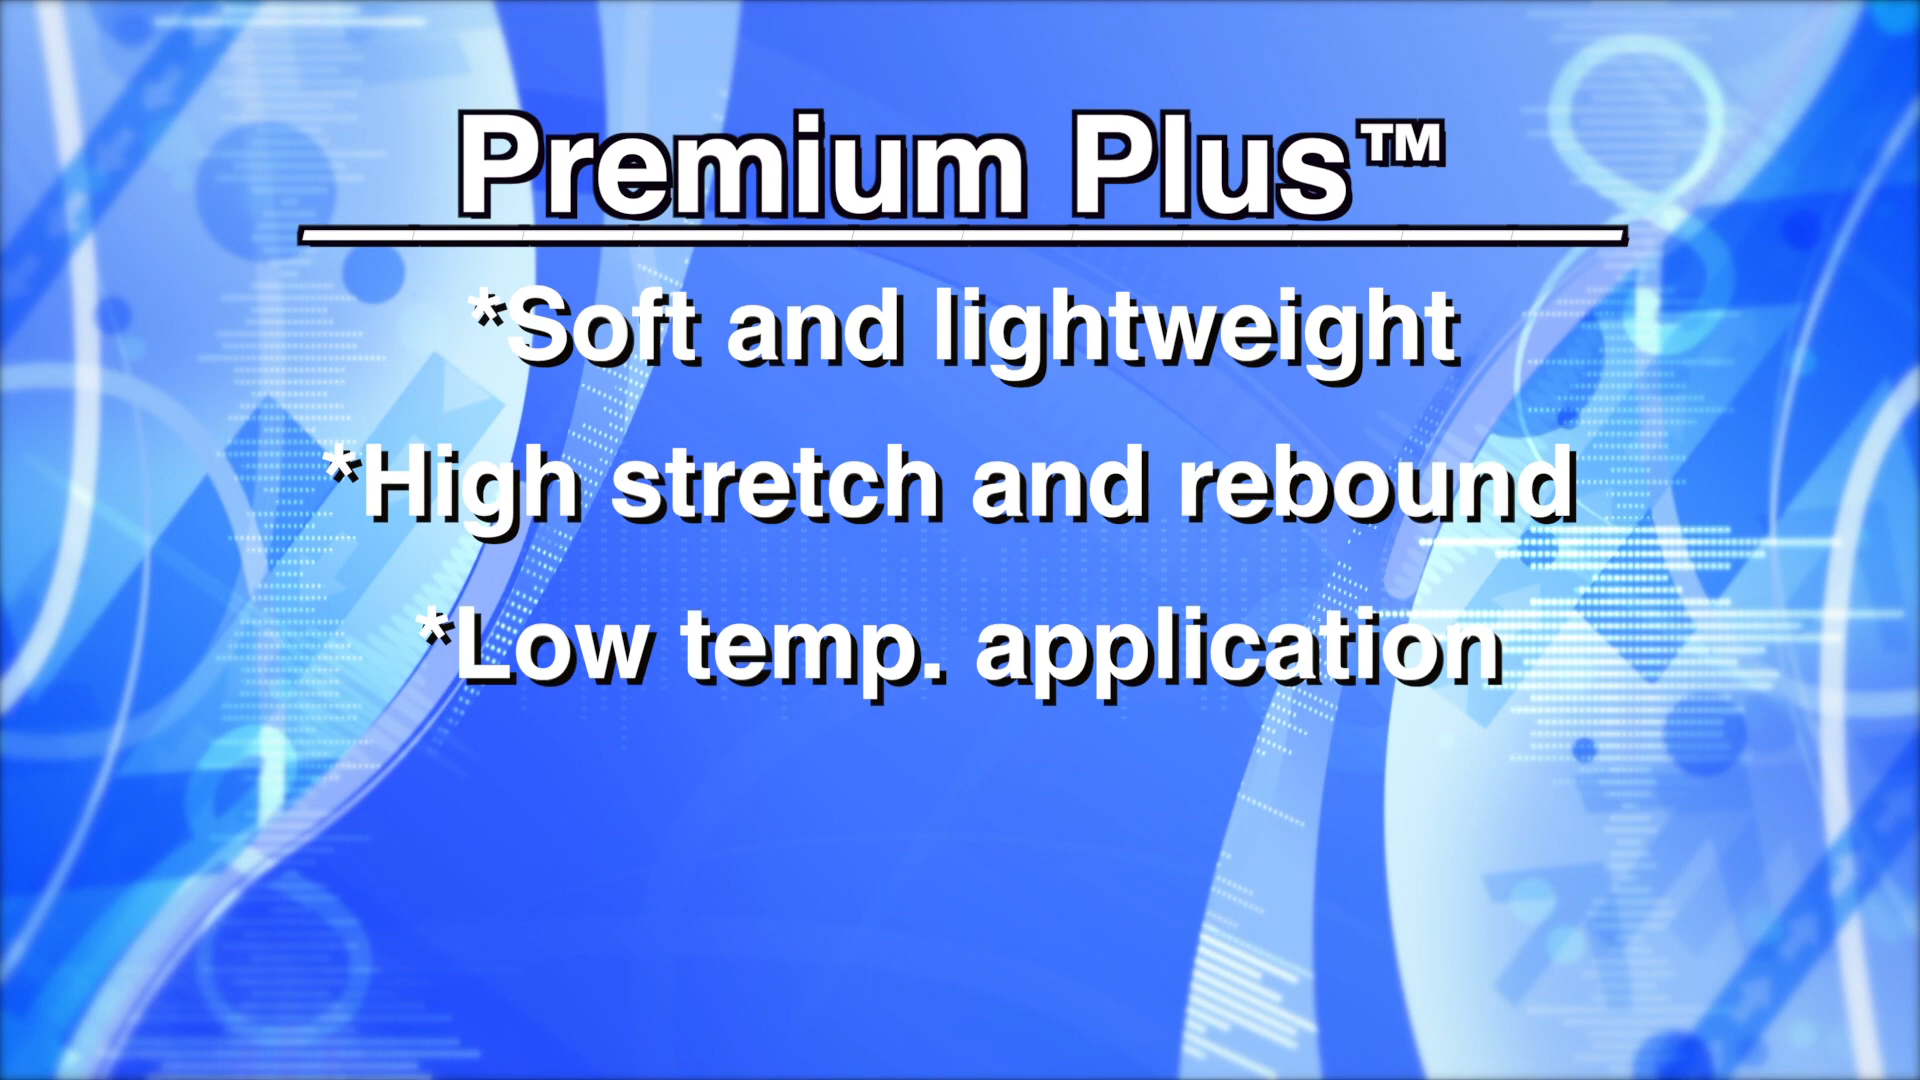 Premium Plus™
*Soft and lightweight
*High stretch and rebound
*Low temp. application